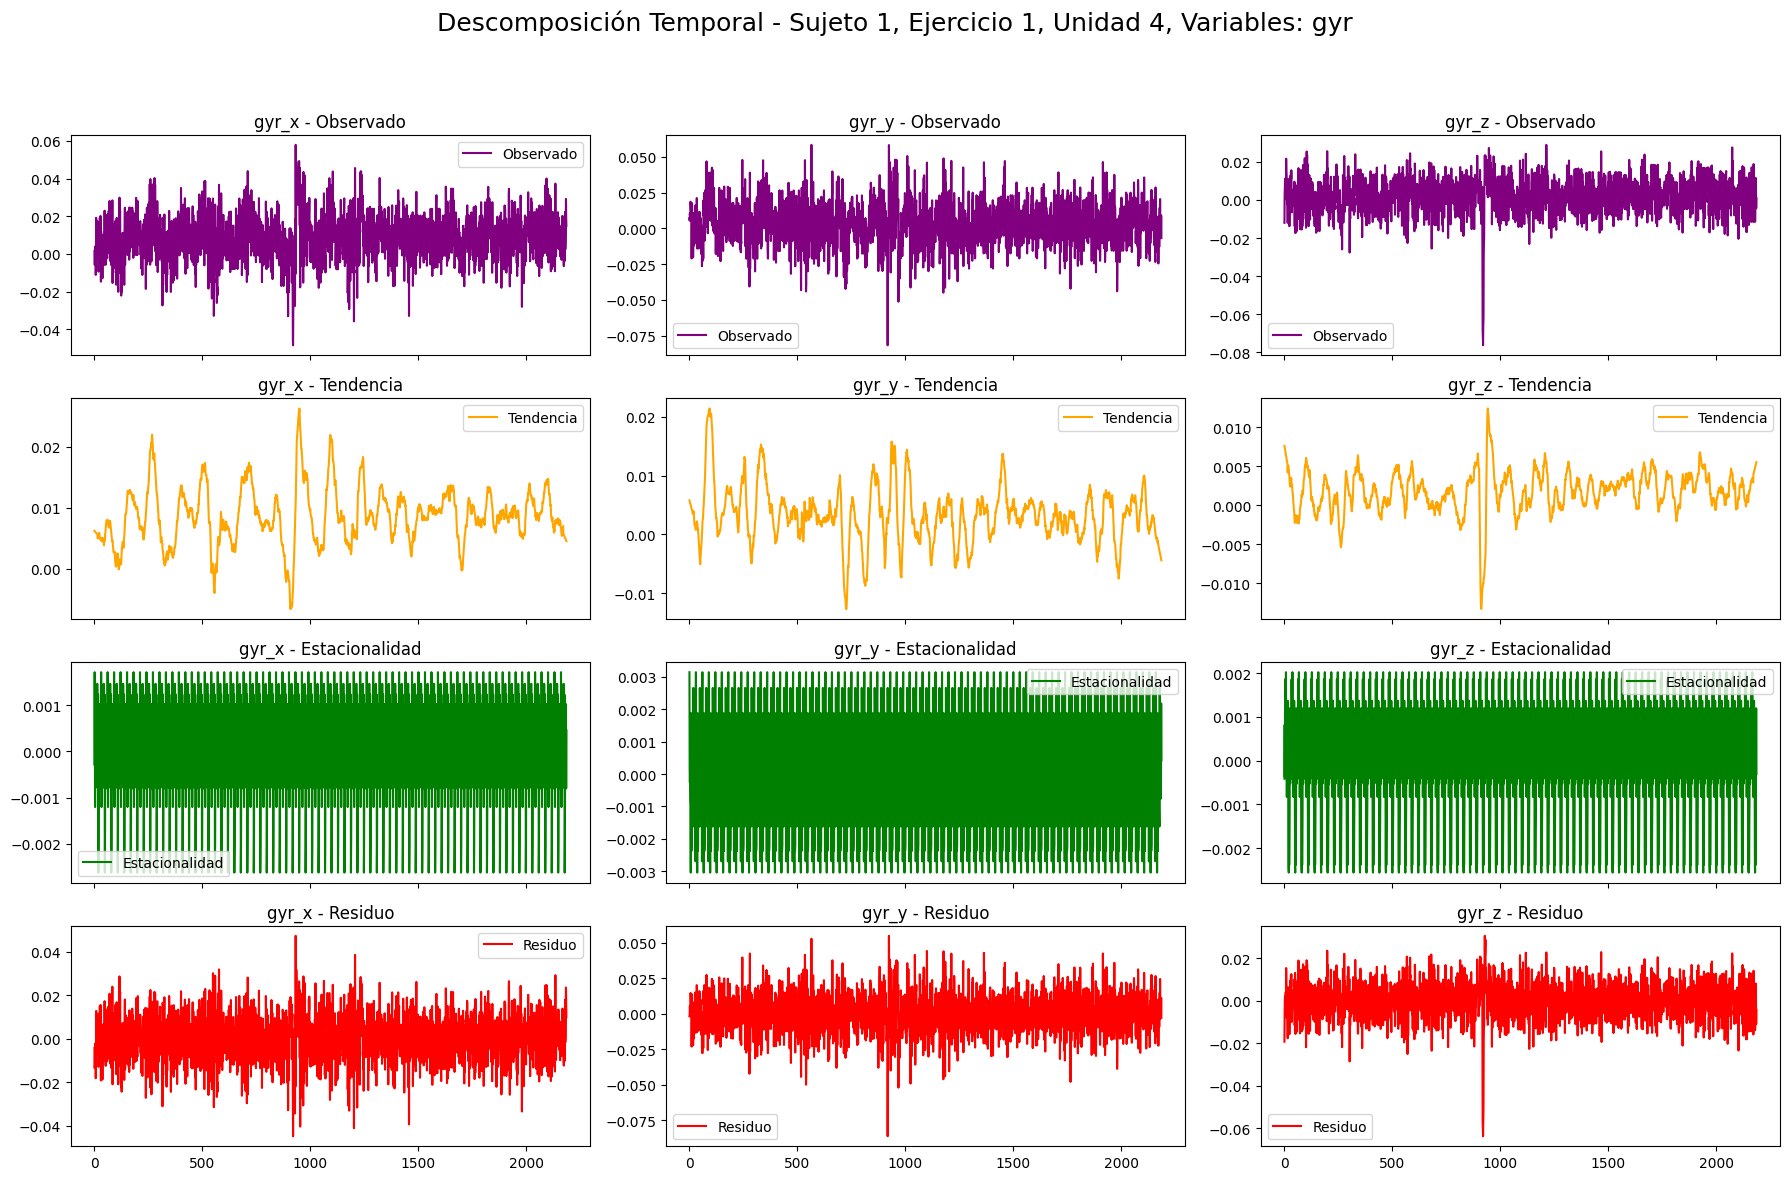 Descomposición Temporal - Sujeto 1, Ejercicio 1, Unidad 4, Variables: gyr
gyr_x - Observado
0.06
0.04
0.02
0.00
−0.02
−0.04
Observado
gyr_y - Observado
0.050
0.025
0.000
−0.025
−0.050
−0.075
Observado
gyr_z - Observado
0.02
0.00
−0.02
−0.04
−0.06
−0.08
Observado
gyr_x - Tendencia
0.02
0.01
0.00
Tendencia
gyr_y - Tendencia
0.02
0.01
0.00
−0.01
Tendencia
gyr_z - Tendencia
0.010
0.005
0.000
−0.005
−0.010
Tendencia
gyr_x - Estacionalidad
0.001
0.000
−0.001
−0.002
Estacionalidad
gyr_y - Estacionalidad
0.003
0.002
0.001
0.000
−0.001
−0.002
−0.003
Estacionalidad
gyr_z - Estacionalidad
0.002
0.001
0.000
−0.001
−0.002
Estacionalidad
gyr_x - Residuo
0.04
0.02
0.00
−0.02
−0.04
Residuo
0 500 1000 1500 2000
gyr_y - Residuo
0.050
0.025
0.000
−0.025
−0.050
−0.075
Residuo
0 500 1000 1500 2000
gyr_z - Residuo
0.02
0.00
−0.02
−0.04
−0.06
Residuo
0 500 1000 1500 2000